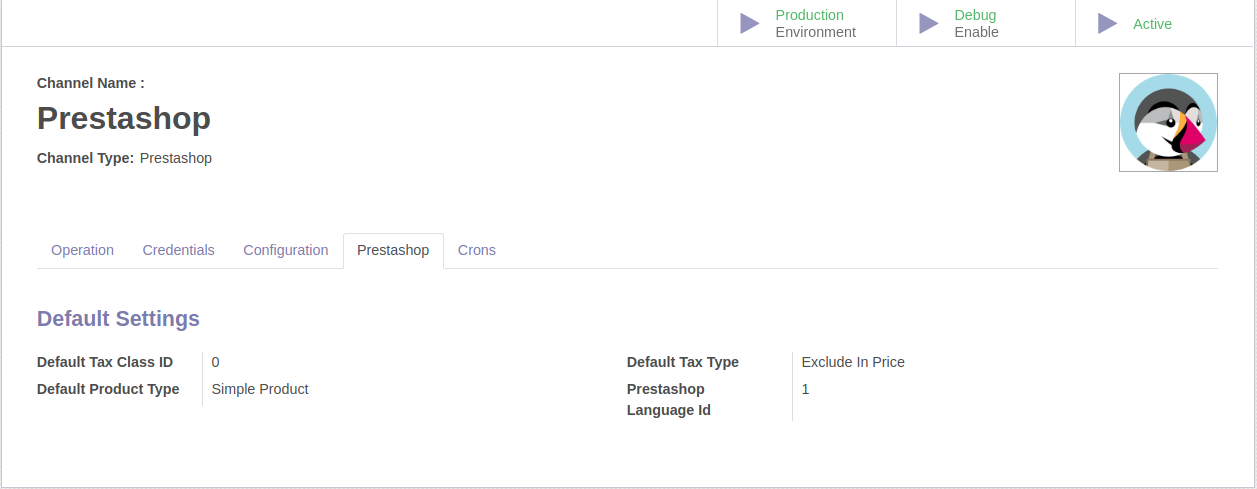 Production
Environment
Debug
Enable
Active
Channel Name :
Prestashop
Channel Type: Prestashop
Operation Credentials Configuration Prestashop Crons
Default Settings
Default Tax Class ID 0
Default Product Type Simple Product
Default Tax Type Exclude In Price
Prestashop 1
Language Id